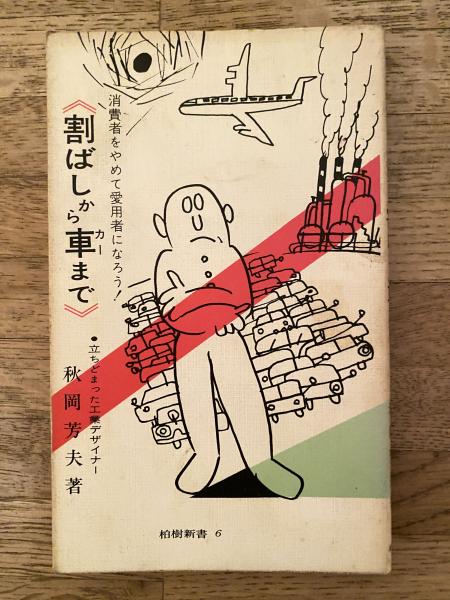 消費者をやめて愛用者になろう!
《割ばしから車まで》
カー
●立ちどまった工業デザイナー
秋岡芳夫著
柏樹新書 6